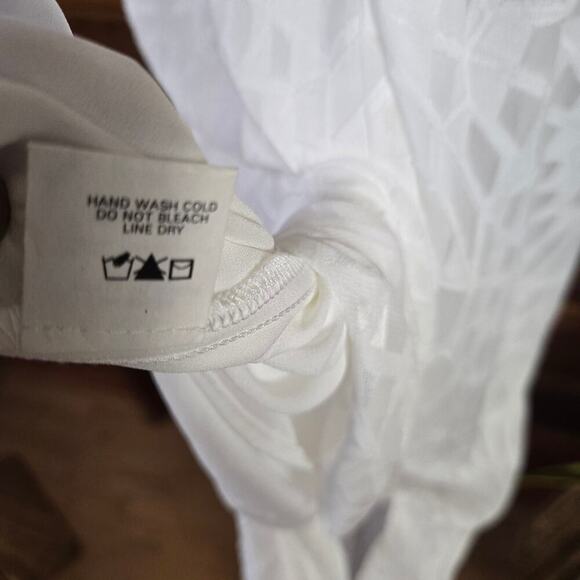 HAND WASH COLD
DO NOT BLEACH
LINE DRY